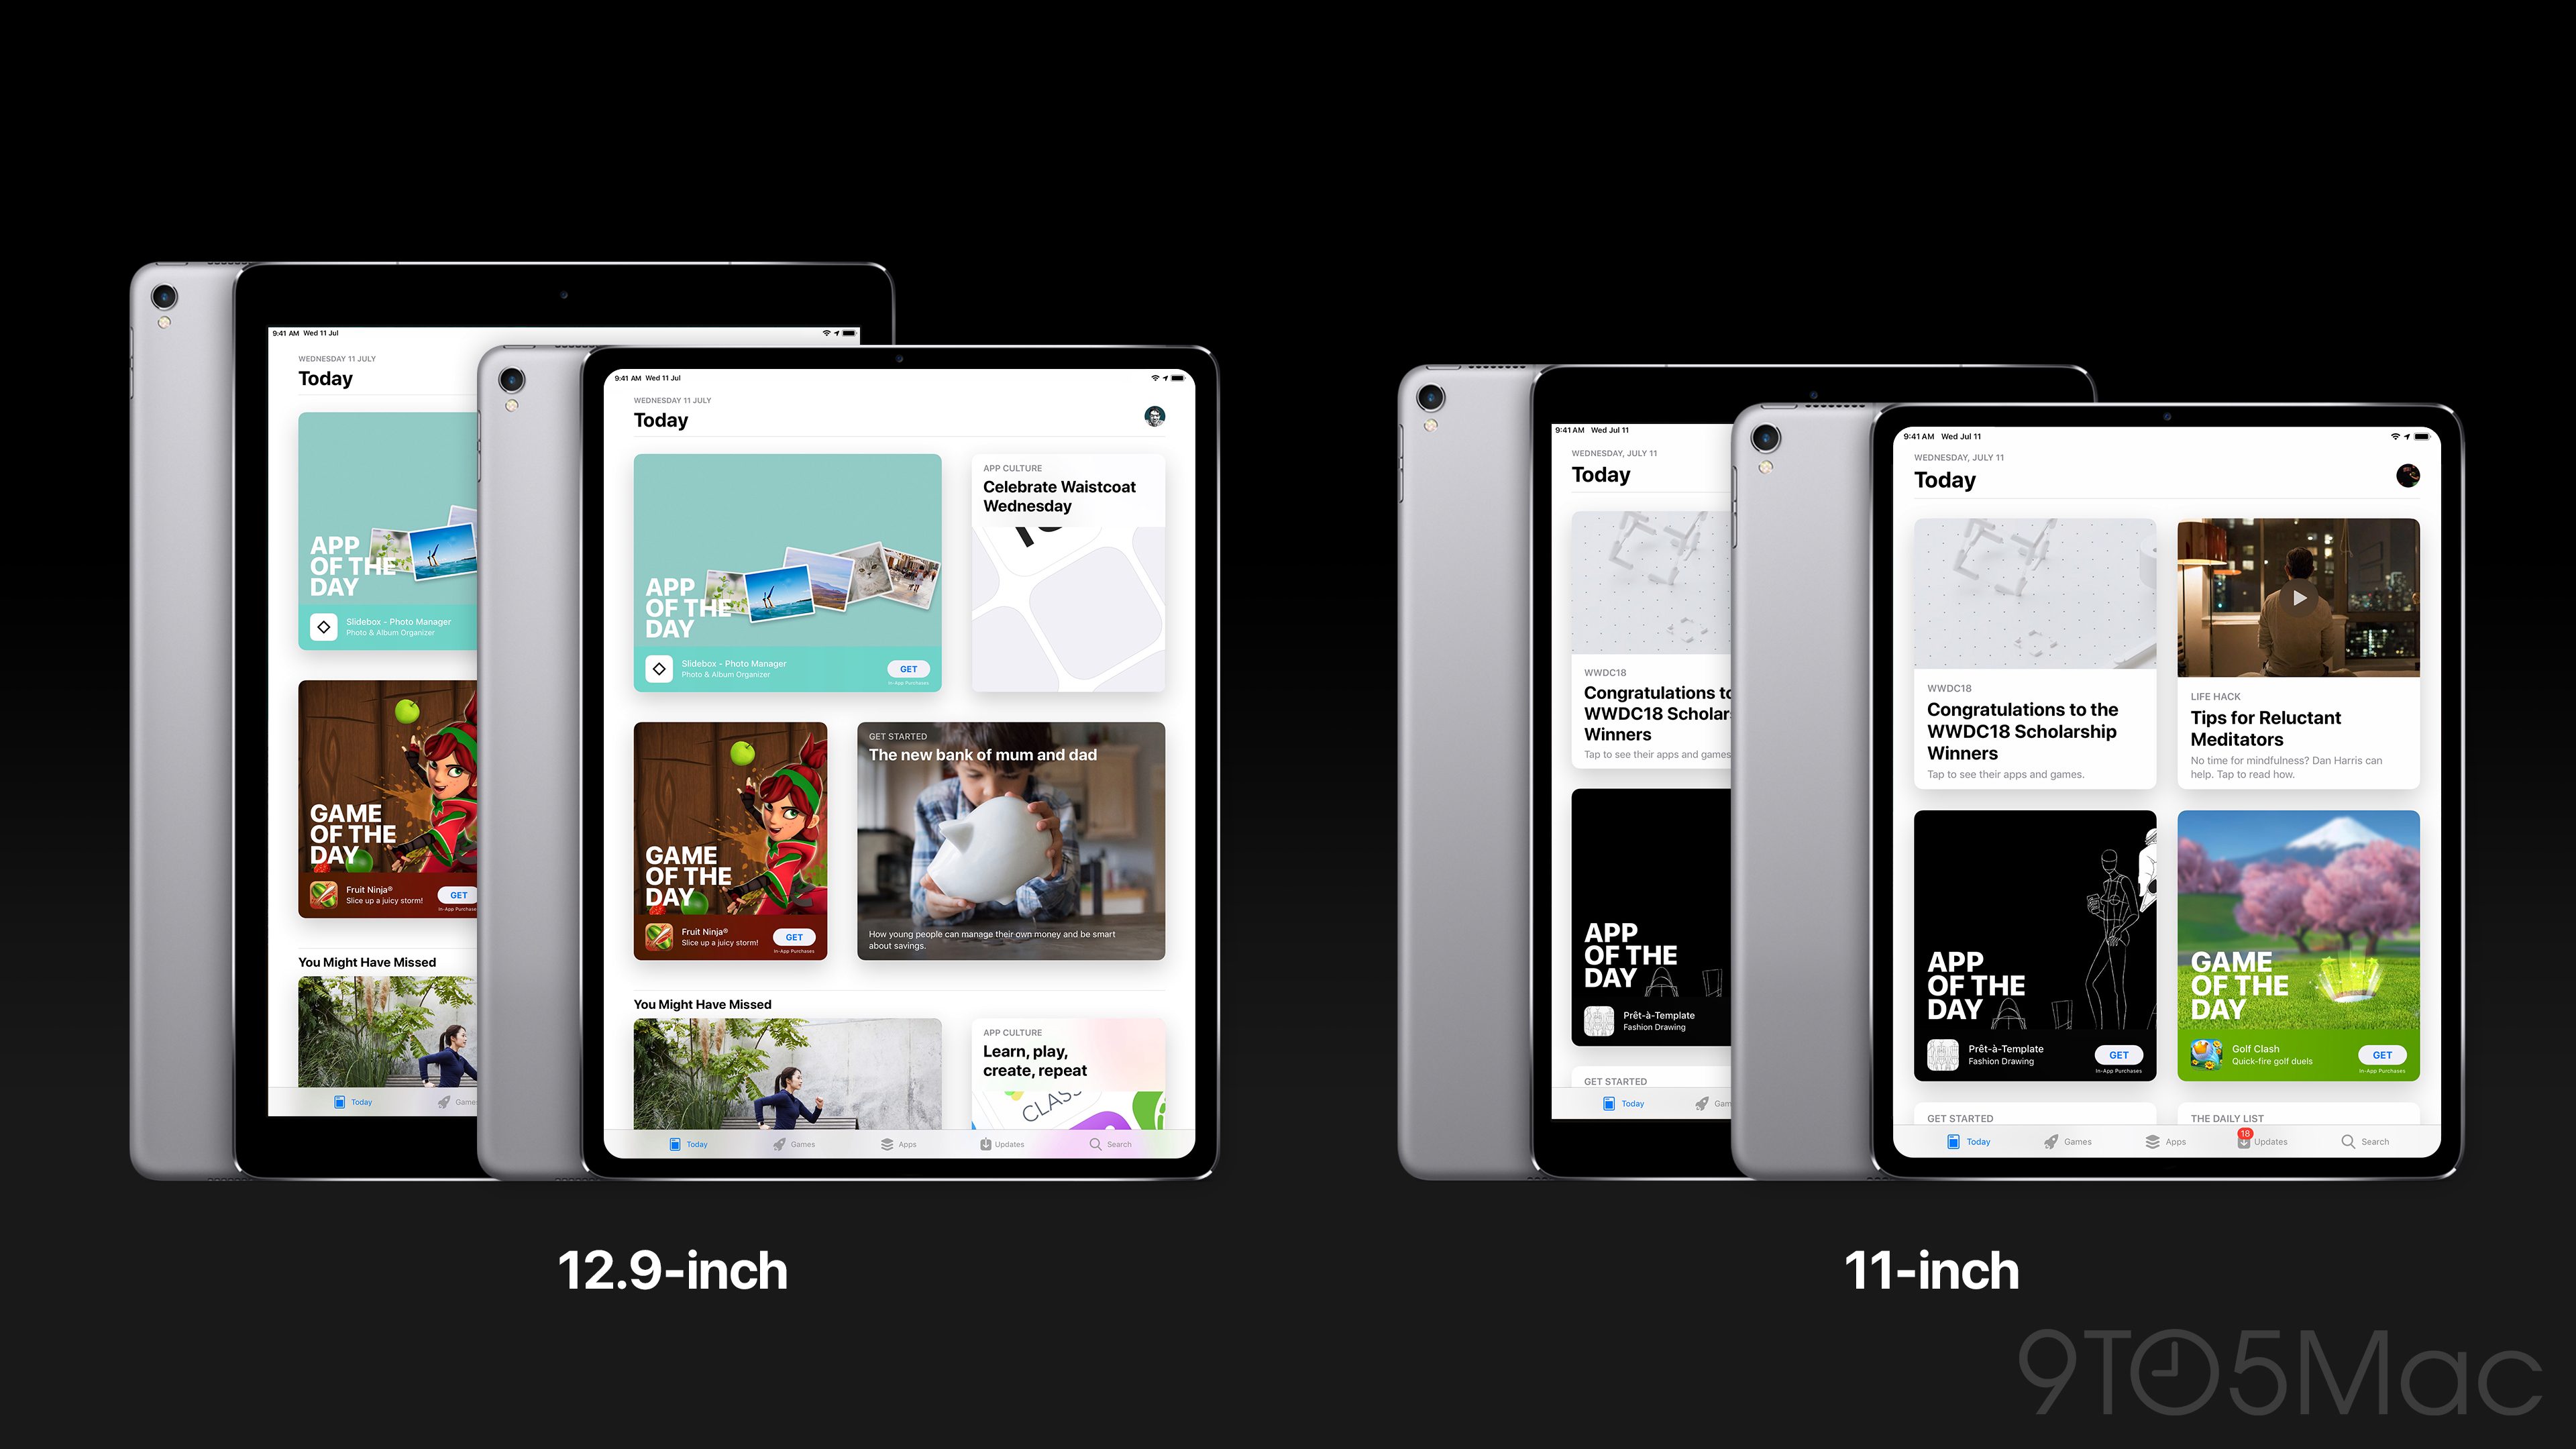 9:41 AM Wed 11 Jul
WEDNESDAY 11 JULY
Today
APP
OF THE
DAY
Slidebox - Photo Manager
Photo & Album Organizer
GAME
OF THE
DAY
Fruit Ninja®
Slice up a juicy storm!
GET
In-App Purchase
You Might Have Missed
Today
Game
9:41 AM Wed 11 Jul
WEDNESDAY 11 JULY
Today
APP
OF THE
DAY
Slidebox - Photo Manager
Photo & Album Organizer
GET
In-App Purchases
APP CULTURE
Celebrate Waistcoat
Wednesday
GAME
OF THE
DAY
Fruit Ninja®
Slice up a juicy storm!
GET
In-App Purchases
GET STARTED
The new bank of mum and dad
How young people can manage their own money and be smart
about savings.
You Might Have Missed
APP CULTURE
Learn, play,
create, repeat
CLASS
Today Games Apps Updates Search
12.9-inch
9:41 AM Wed Jul 11
WEDNESDAY, JULY 11
Today
WWDC18
Congratulations to
WWDC18 Scholar
Winners
Tap to see their apps and games
APP
OF THE
DAY
Prêt-à-Template
Fashion Drawing
GET STARTED
Today
Gam
9:41 AM Wed Jul 11
WEDNESDAY, JULY 11
Today
WWDC18
Congratulations to the
WWDC18 Scholarship
Winners
Tap to see their apps and games.
LIFE HACK
Tips for Reluctant
Meditators
No time for mindfulness? Dan Harris can
help. Tap to read how.
APP
OF THE
DAY
Prêt-à-Template
Fashion Drawing
GET
In-App Purchases
GAME
OF THE
DAY
Golf Clash
Quick-fire golf duels
GET
In-App Purchases
GET STARTED
THE DAILY LIST
Today Games Apps 18 Updates Search
11-inch
9TO5Mac